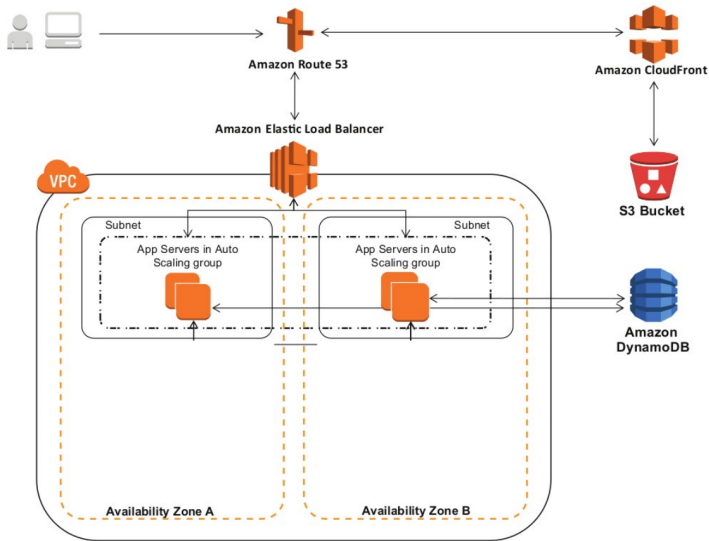 Amazon Route 53
Amazon CloudFront
Amazon Elastic Load Balancer
VPC
S3 Bucket
Subnet
Subnet
App Servers in Auto
Scaling group
App Servers in Auto
Scaling group
Amazon
DynamoDB
Availability Zone A
Availability Zone B